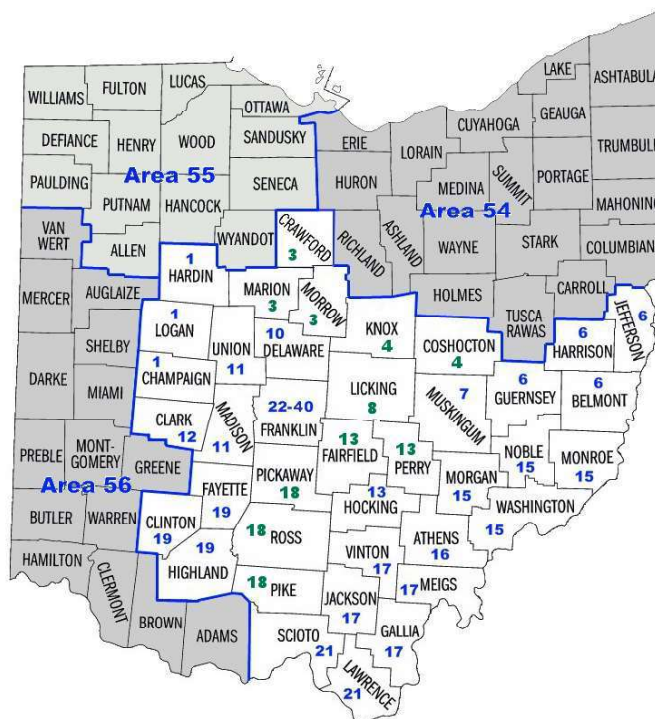 LAKE
ASHTABULA
LUCAS
FULTON
WILLIAMS
OTTAWA
GEAUGA
CUYAHOGA
DEFIANCE
HENRY
WOOD
SANDUSKY
ERIE
LORAIN
TRUMBULL
PAULDING
Area 55
SENECA
HURON
MEDINA
SUMMIT
PORTAGE
PUTNAM
HANCOCK
Area 54
MAHONING
VAN
WERT
ALLEN
WYANDOT
CRAWFORD
3
RICHLAND
ASHLAND
WAYNE
STARK
COLUMBIAN
1
HARDIN
MERCER
AUGLAIZE
MARION
3
MORROW
3
HOLMES
TUSCA
RAWAS
CARROLL
JEFFERSON
6
1
LOGAN
KNOX
4
COSHOCTON
4
6
HARRISON
SHELBY
UNION
11
10
DELAWARE
1
CHAMPAIGN
DARKE
MIAMI
LICKING
8
MUSKINGUM
7
6
GUERNSEY
6
BELMONT
CLARK
12
MADISON
11
22-40
FRANKLIN
PREBLE
MONT-
GOMERY
GREENE
13
FAIRFIELD
13
PERRY
NOBLE
15
MONROE
15
Area 56
FAYETTE
19
PICKAWAY
18
MORGAN
15
13
HOCKING
WASHINGTON
15
BUTLER
WARREN
CLINTON
19
18
ROSS
ATHENS
16
HAMILTON
CLERMONT
19
HIGHLAND
VINTON
17
17
MEIGS
18
PIKE
JACKSON
17
BROWN
ADAMS
SCIOTO
21
GALLIA
17
LAWRENCE
21